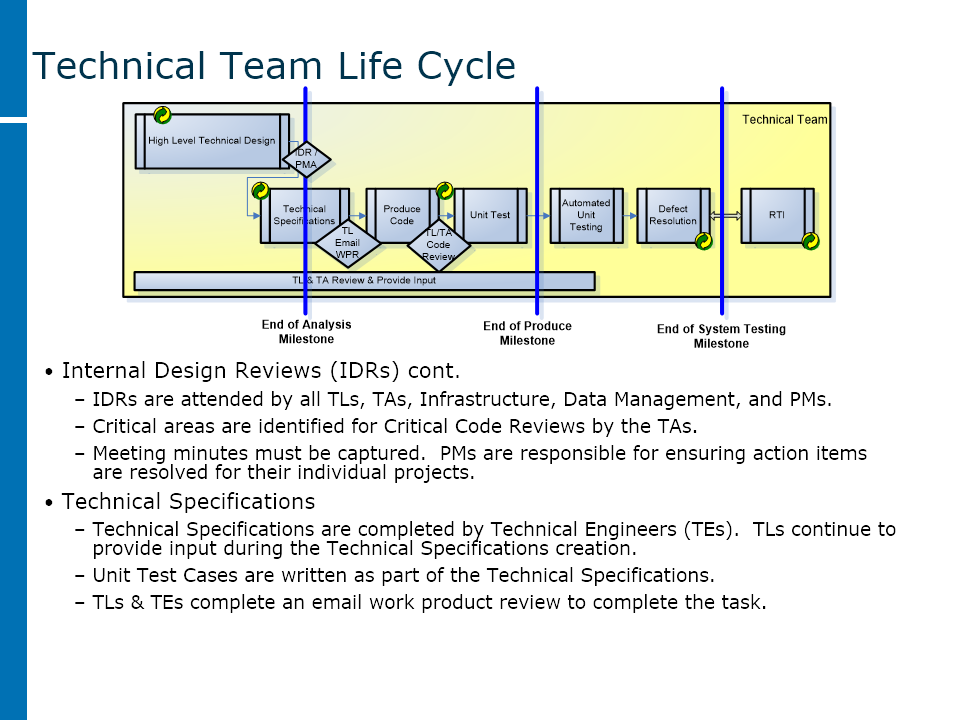 Technical Team Life Cycle
Technical Team
High Level Technical Design
IDR /
PMA
Technical
Specifications
TL
Email
WPR
Produce
Code
TL/TA
Code
Review
Unit Test
Automated
Unit
Testing
Defect
Resolution
RTI
TL & TA Review & Provide Input
End of Analysis
Milestone
End of Produce
Milestone
End of System Testing
Milestone
• Internal Design Reviews (IDRs) cont.
– IDRs are attended by all TLs, TAs, Infrastructure, Data Management, and PMs.
– Critical areas are identified for Critical Code Reviews by the TAs.
– Meeting minutes must be captured.  PMs are responsible for ensuring action items
are resolved for their individual projects.
• Technical Specifications
– Technical Specifications are completed by Technical Engineers (TEs).  TLs continue to
provide input during the Technical Specifications creation.
– Unit Test Cases are written as part of the Technical Specifications.
– TLs & TEs complete an email work product review to complete the task.